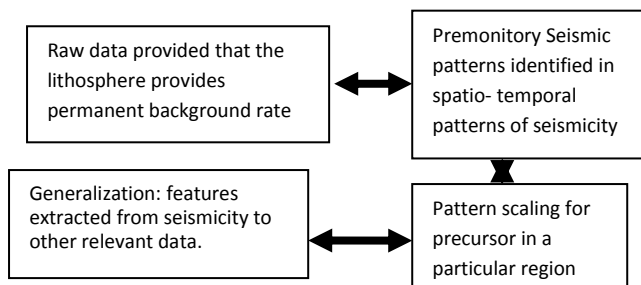 Raw data provided that the
lithosphere provides
permanent background rate
Premonitory Seismic
patterns identified in
spatio- temporal
patterns of seismicity
Generalization: features
extracted from seismicity to
other relevant data.
Pattern scaling for
precursor in a
particular region